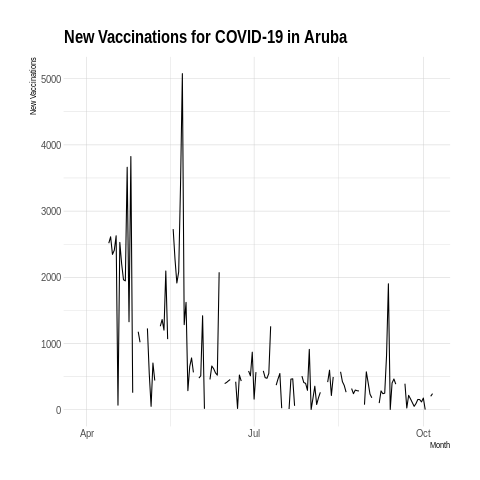 New Vaccinations for COVID-19 in Aruba
New Vaccinations
5000
4000
3000
2000
1000
0
Apr
Jul
Oct
Month